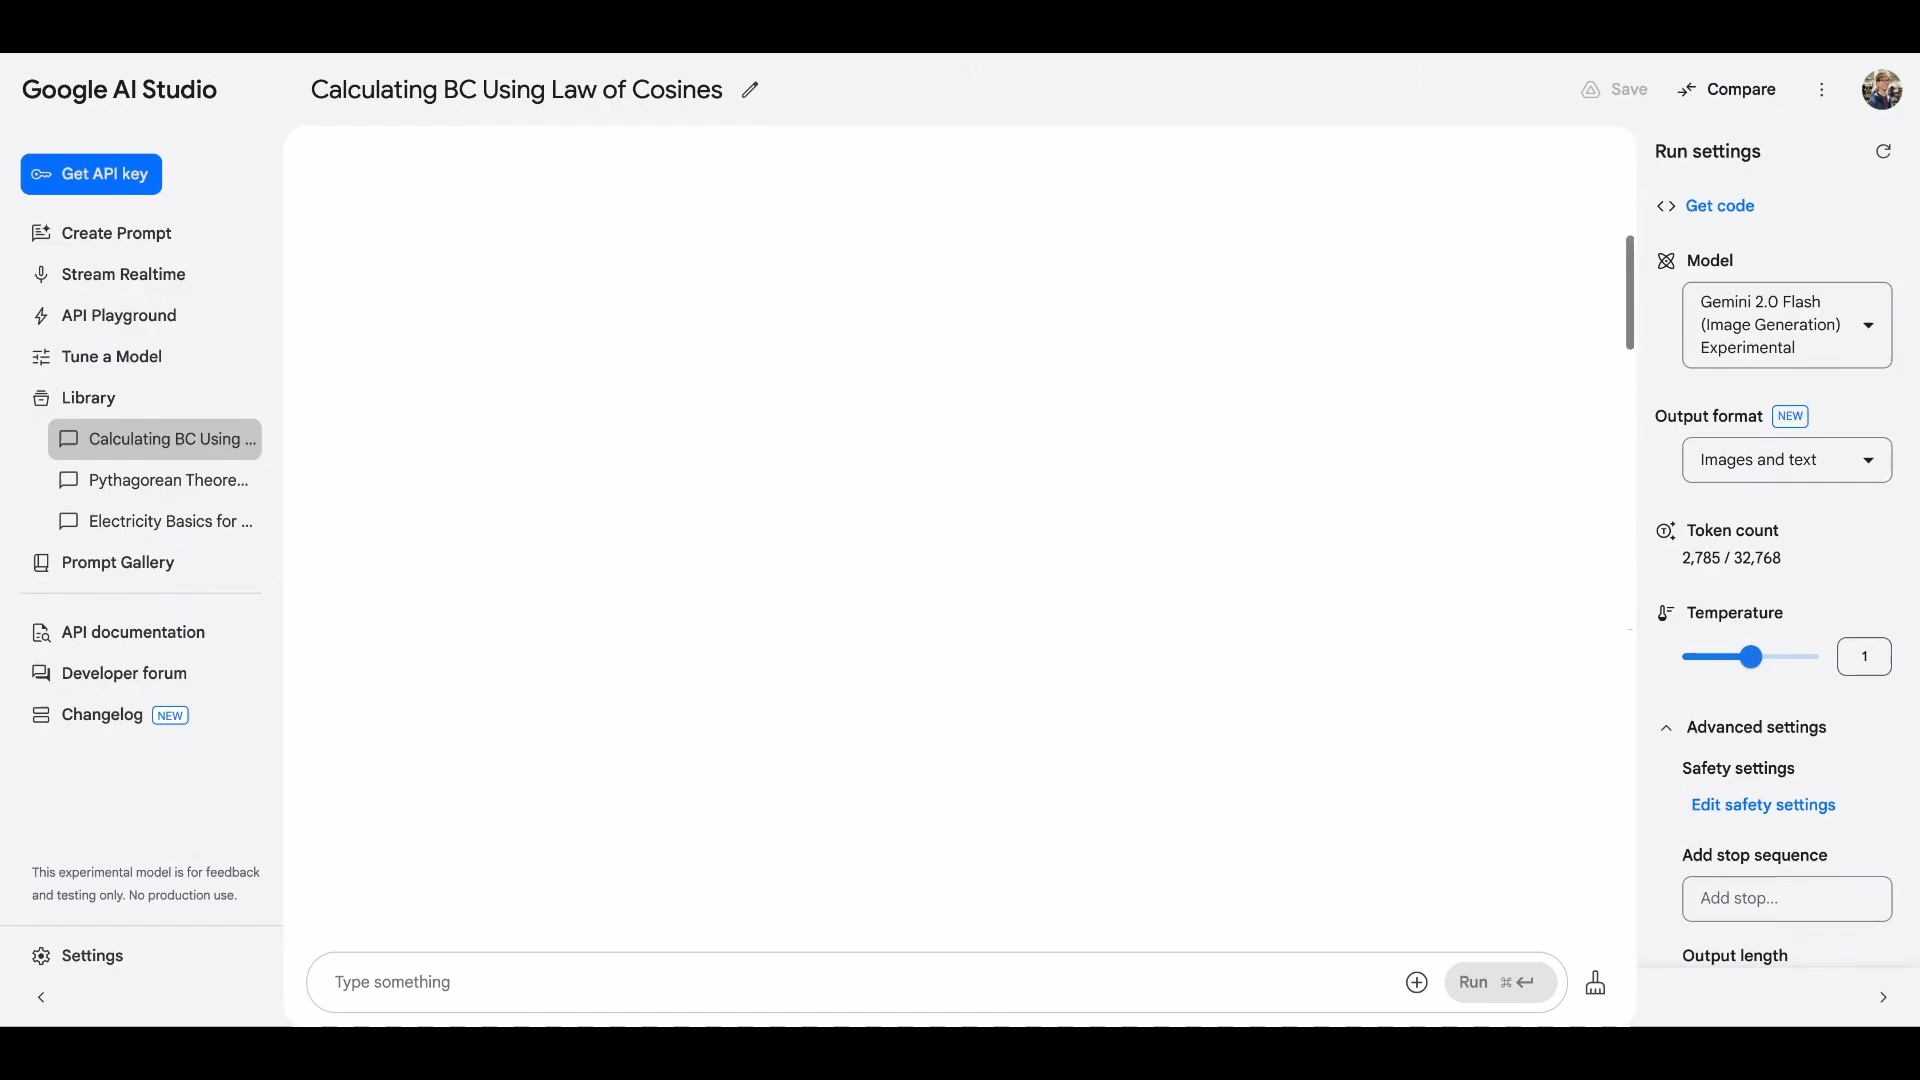 Google AI Studio
Calculating BC Using Law of Cosines
Save
Compare
Get API key
Create Prompt
Stream Realtime
API Playground
Tune a Model
Library
Calculating BC Using ...
Pythagorean Theore...
Electricity Basics for ...
Prompt Gallery
API documentation
Developer forum
Changelog NEW
This experimental model is for feedback
and testing only. No production use.
Settings
Type something
Run ⌘
Run settings
Get code
Model
Gemini 2.0 Flash
(Image Generation)
Experimental
Output format NEW
Images and text
Token count
2,785 / 32,768
Temperature
1
Advanced settings
Safety settings
Edit safety settings
Add stop sequence
Add stop...
Output length